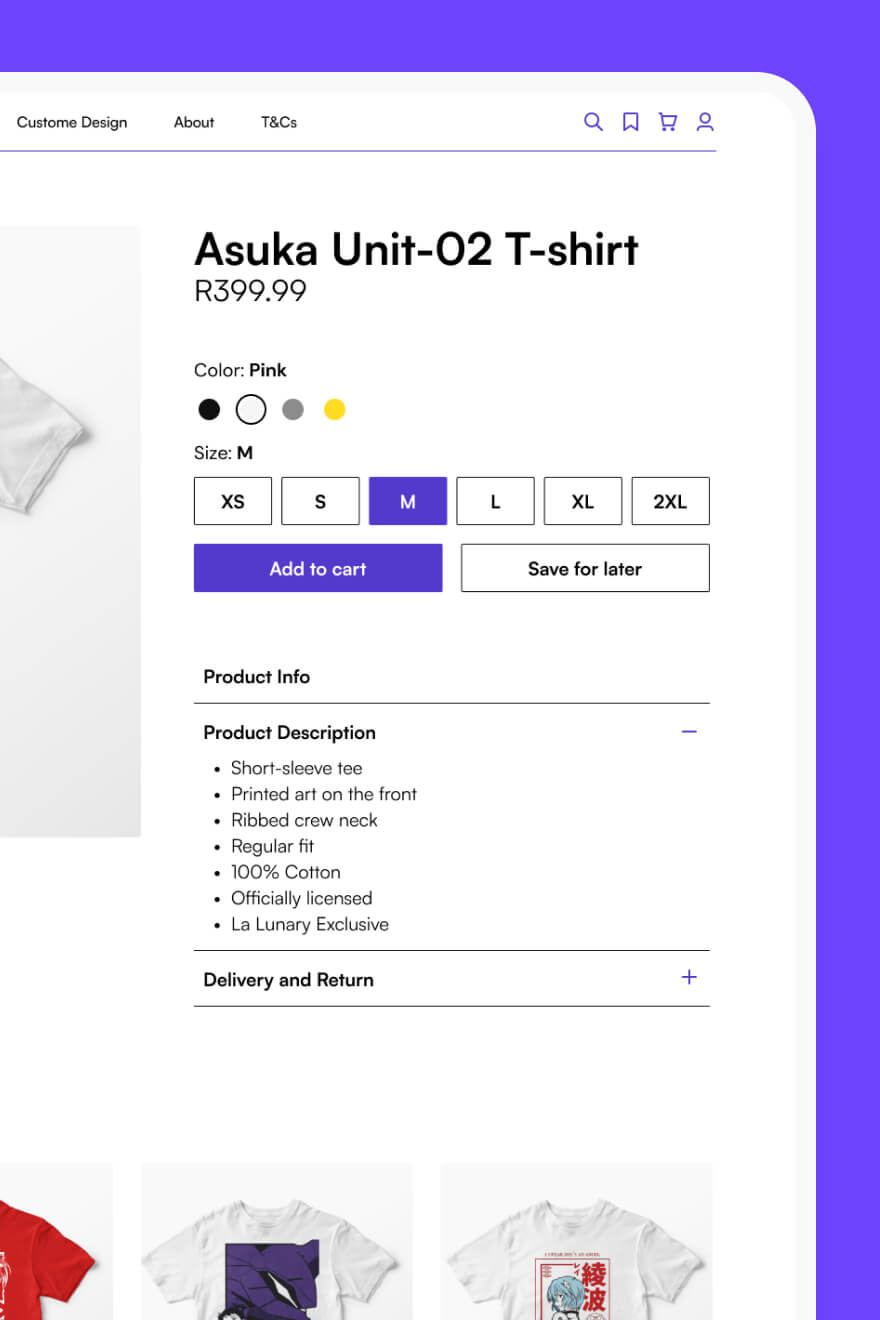 Custome Design About T&Cs
Asuka Unit-02 T-shirt
R399.99
Color: Pink
Size: M
XS S M L XL 2XL
Add to cart Save for later
Product Info
Product Description
• Short-sleeve tee
• Printed art on the front
• Ribbed crew neck
• Regular fit
• 100% Cotton
• Officially licensed
• La Lunary Exclusive
Delivery and Return
レイ
綾波